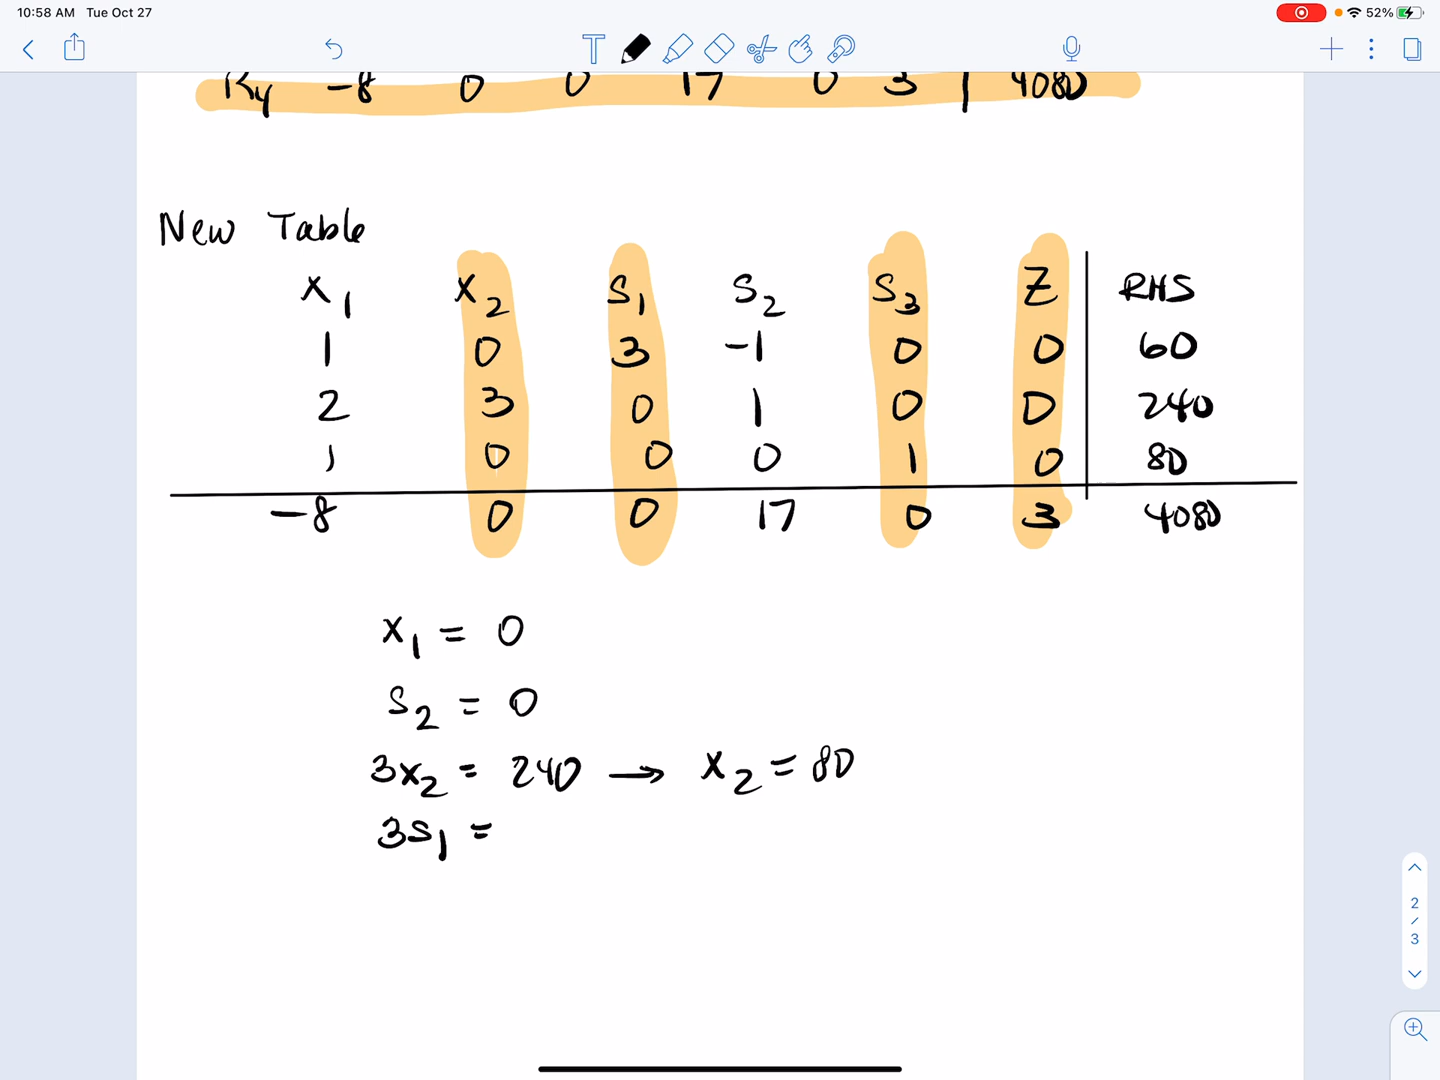 10:58 AM Tue Oct 27
52%
T
R4 -8 0 0 17 0 3 | 4080
New Table
x1 x2 s1 s2 s3 Z RHS
1 0 3 -1 0 0 60
2 3 0 1 0 0 240
1 0 0 0 1 0 80
-8 0 0 17 0 3 4080
x1 = 0
s2 = 0
3x2 = 240 → x2 = 80
3s1 =
2
/
3